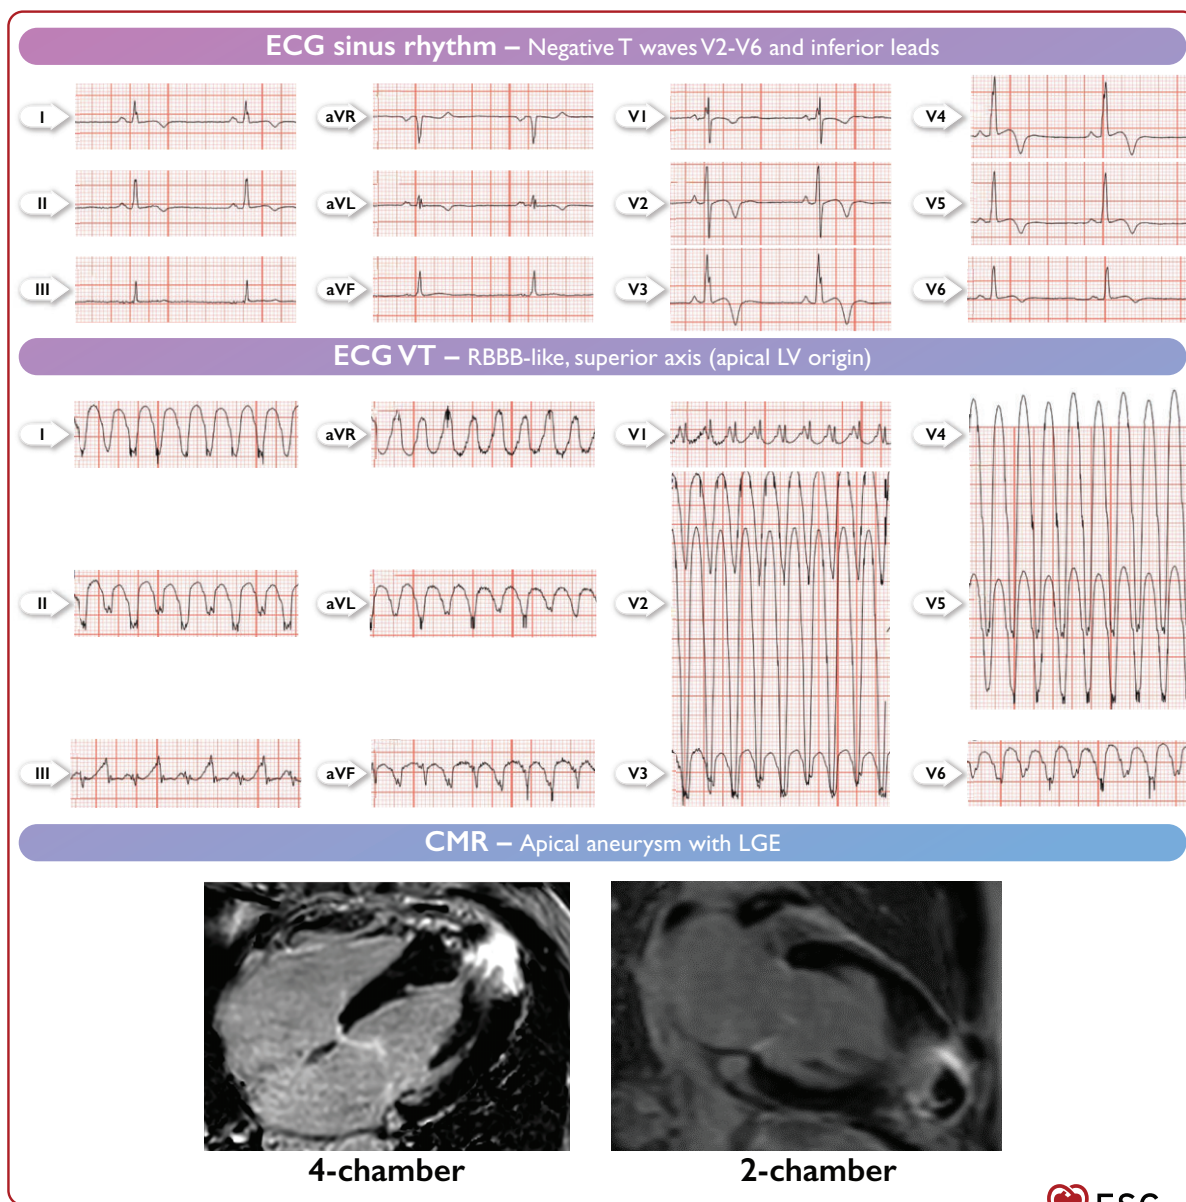 ECG sinus rhythm – Negative T waves V2-V6 and inferior leads
I
aVR
V1
V4
II
aVL
V2
V5
III
aVF
V3
V6
ECG VT – RBBB-like, superior axis (apical LV origin)
I
aVR
V1
V4
II
aVL
V2
V5
III
aVF
V3
V6
CMR – Apical aneurysm with LGE
4-chamber
2-chamber
ESC